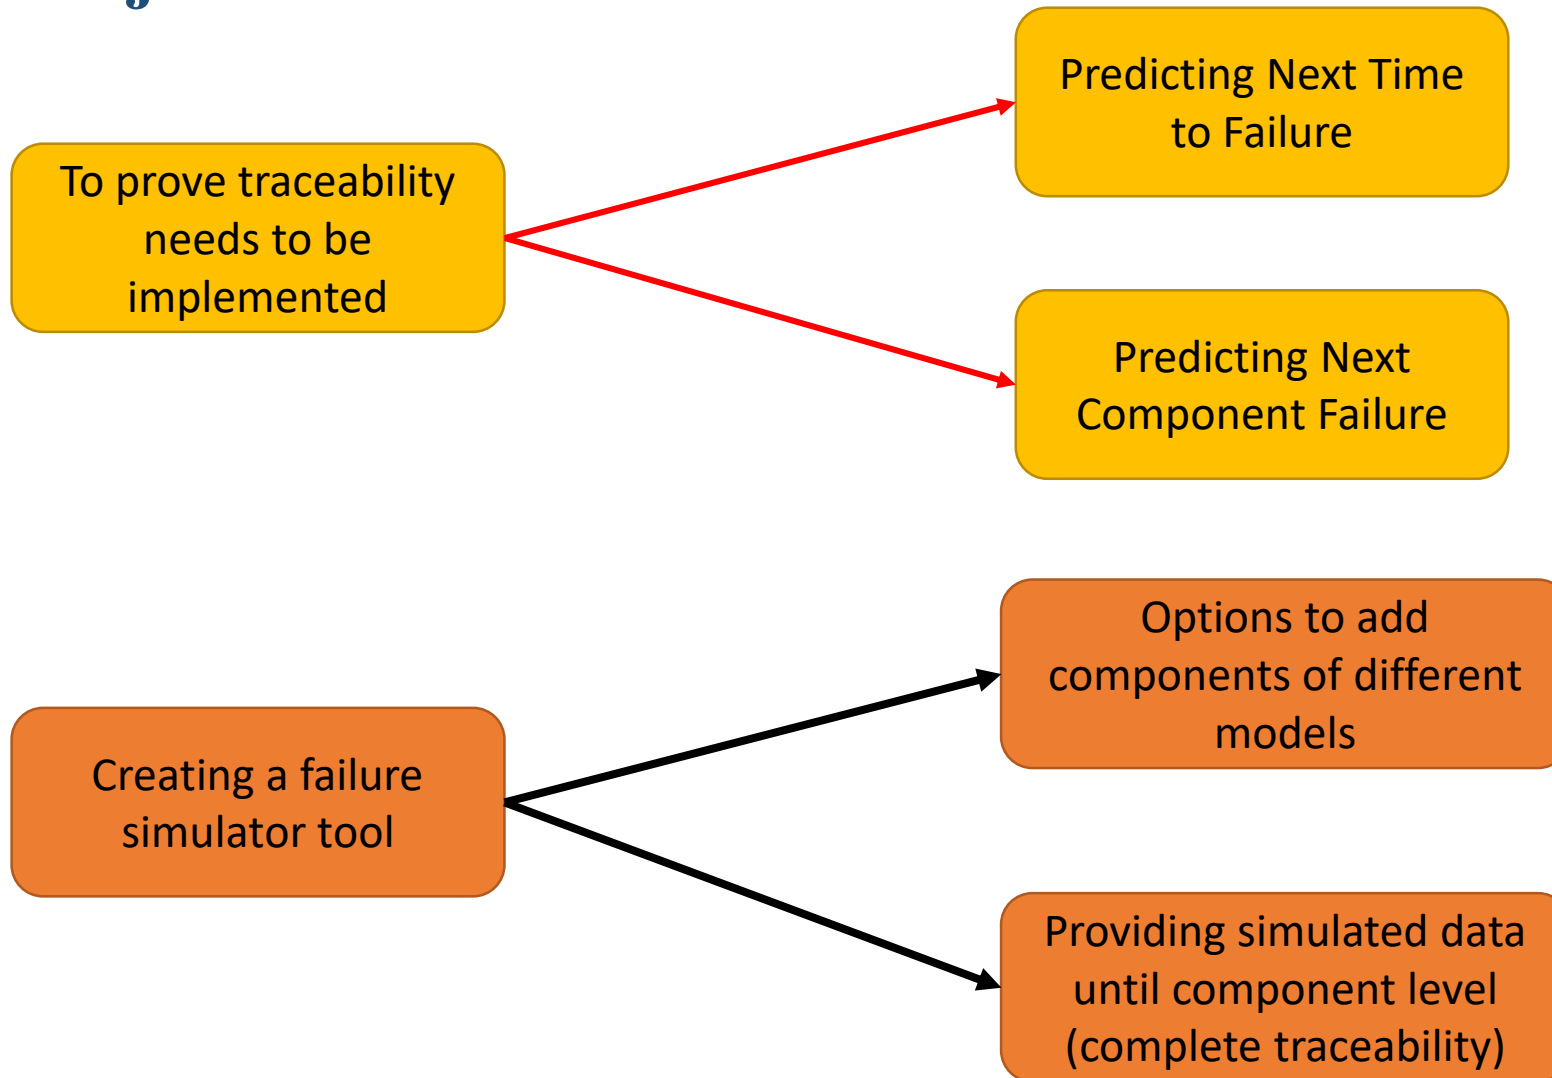 To prove traceability
needs to be
implemented
Predicting Next Time
to Failure
Predicting Next
Component Failure
Creating a failure
simulator tool
Options to add
components of different
models
Providing simulated data
until component level
(complete traceability)